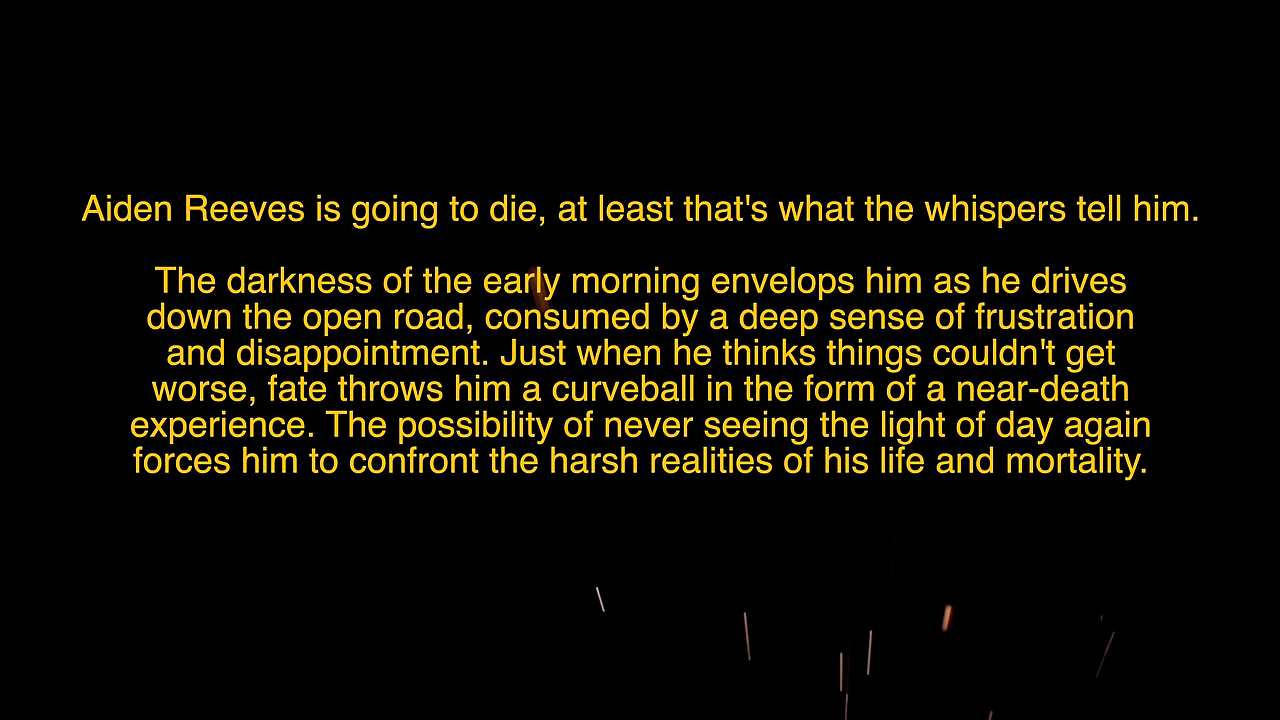 Aiden Reeves is going to die, at least that's what the whispers tell him.
The darkness of the early morning envelops him as he drives
down the open road, consumed by a deep sense of frustration
and disappointment. Just when he thinks things couldn't get
worse, fate throws him a curveball in the form of a near-death
experience. The possibility of never seeing the light of day again
forces him to confront the harsh realities of his life and mortality.